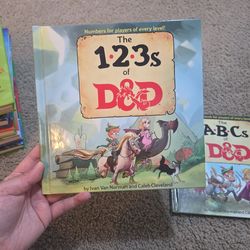 Numbers for players of every level!
The
1·2·3s
of
D&D
by Ivan Van Norman and Caleb Cleveland
The
A·B·Cs
of
D&D